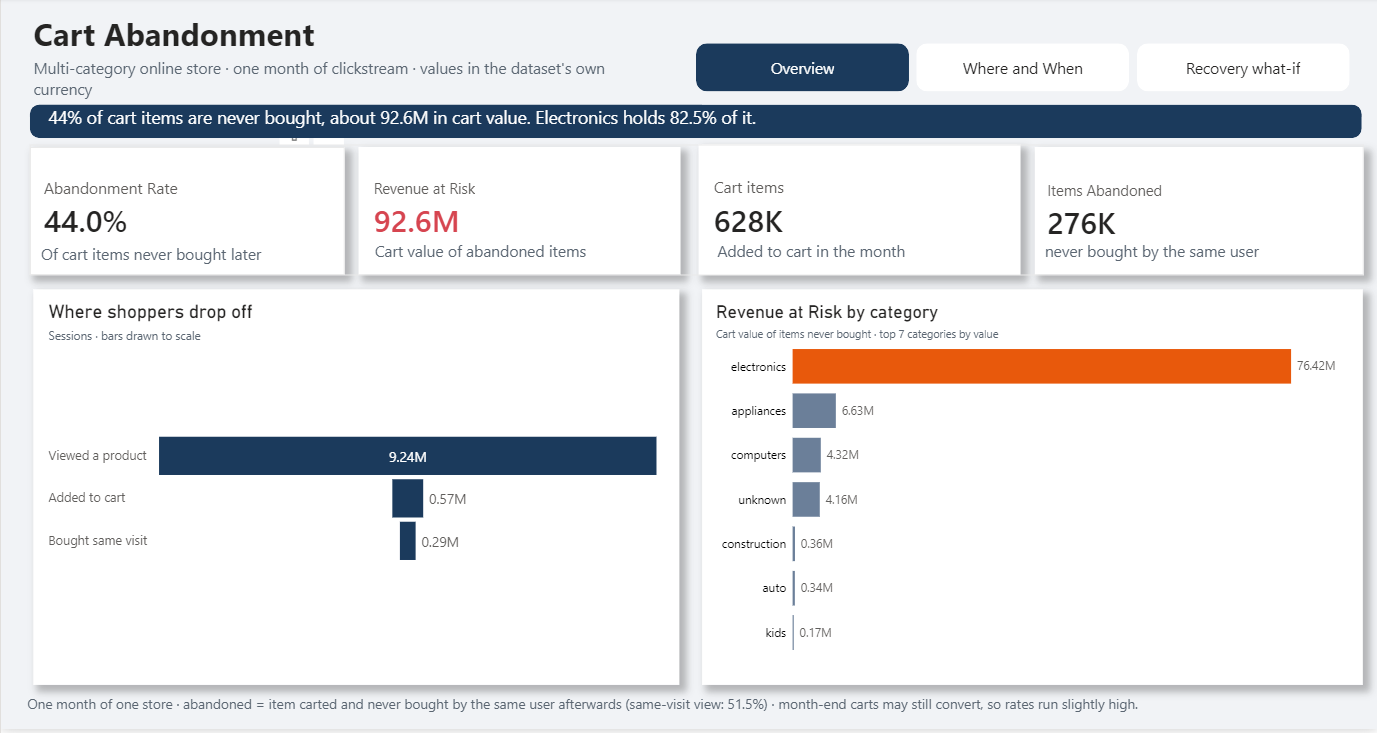 Cart Abandonment
Multi-category online store · one month of clickstream · values in the dataset's own
currency
Overview
Where and When
Recovery what-if
44% of cart items are never bought, about 92.6M in cart value. Electronics holds 82.5% of it.
Abandonment Rate
44.0%
Of cart items never bought later
Revenue at Risk
92.6M
Cart value of abandoned items
Cart items
628K
Added to cart in the month
Items Abandoned
276K
never bought by the same user
Where shoppers drop off
Sessions · bars drawn to scale
Viewed a product
9.24M
Added to cart
0.57M
Bought same visit
0.29M
Revenue at Risk by category
Cart value of items never bought · top 7 categories by value
electronics
76.42M
appliances
6.63M
computers
4.32M
unknown
4.16M
construction
0.36M
auto
0.34M
kids
0.17M
One month of one store · abandoned = item carted and never bought by the same user afterwards (same-visit view: 51.5%) · month-end carts may still convert, so rates run slightly high.